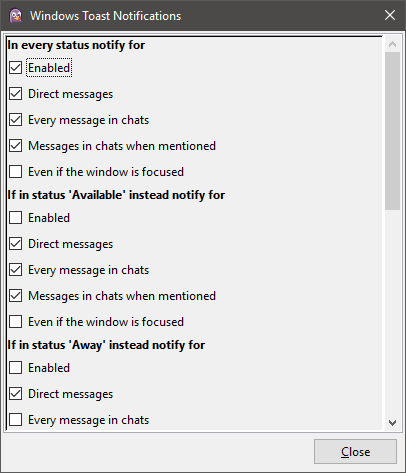 Windows Toast Notifications
In every status notify for
Enabled
Direct messages
Every message in chats
Messages in chats when mentioned
Even if the window is focused
If in status 'Available' instead notify for
Enabled
Direct messages
Every message in chats
Messages in chats when mentioned
Even if the window is focused
If in status 'Away' instead notify for
Enabled
Direct messages
Every message in chats
Close